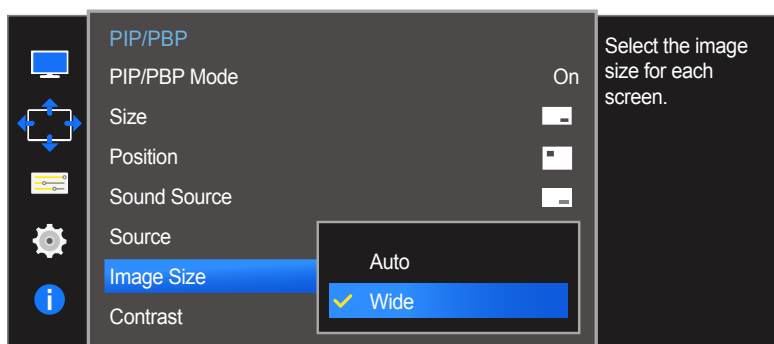 PIP/PBP
PIP/PBP Mode On
Size
Position
Sound Source
Source
Image Size
Contrast
Auto
Wide
Select the image
size for each
screen.